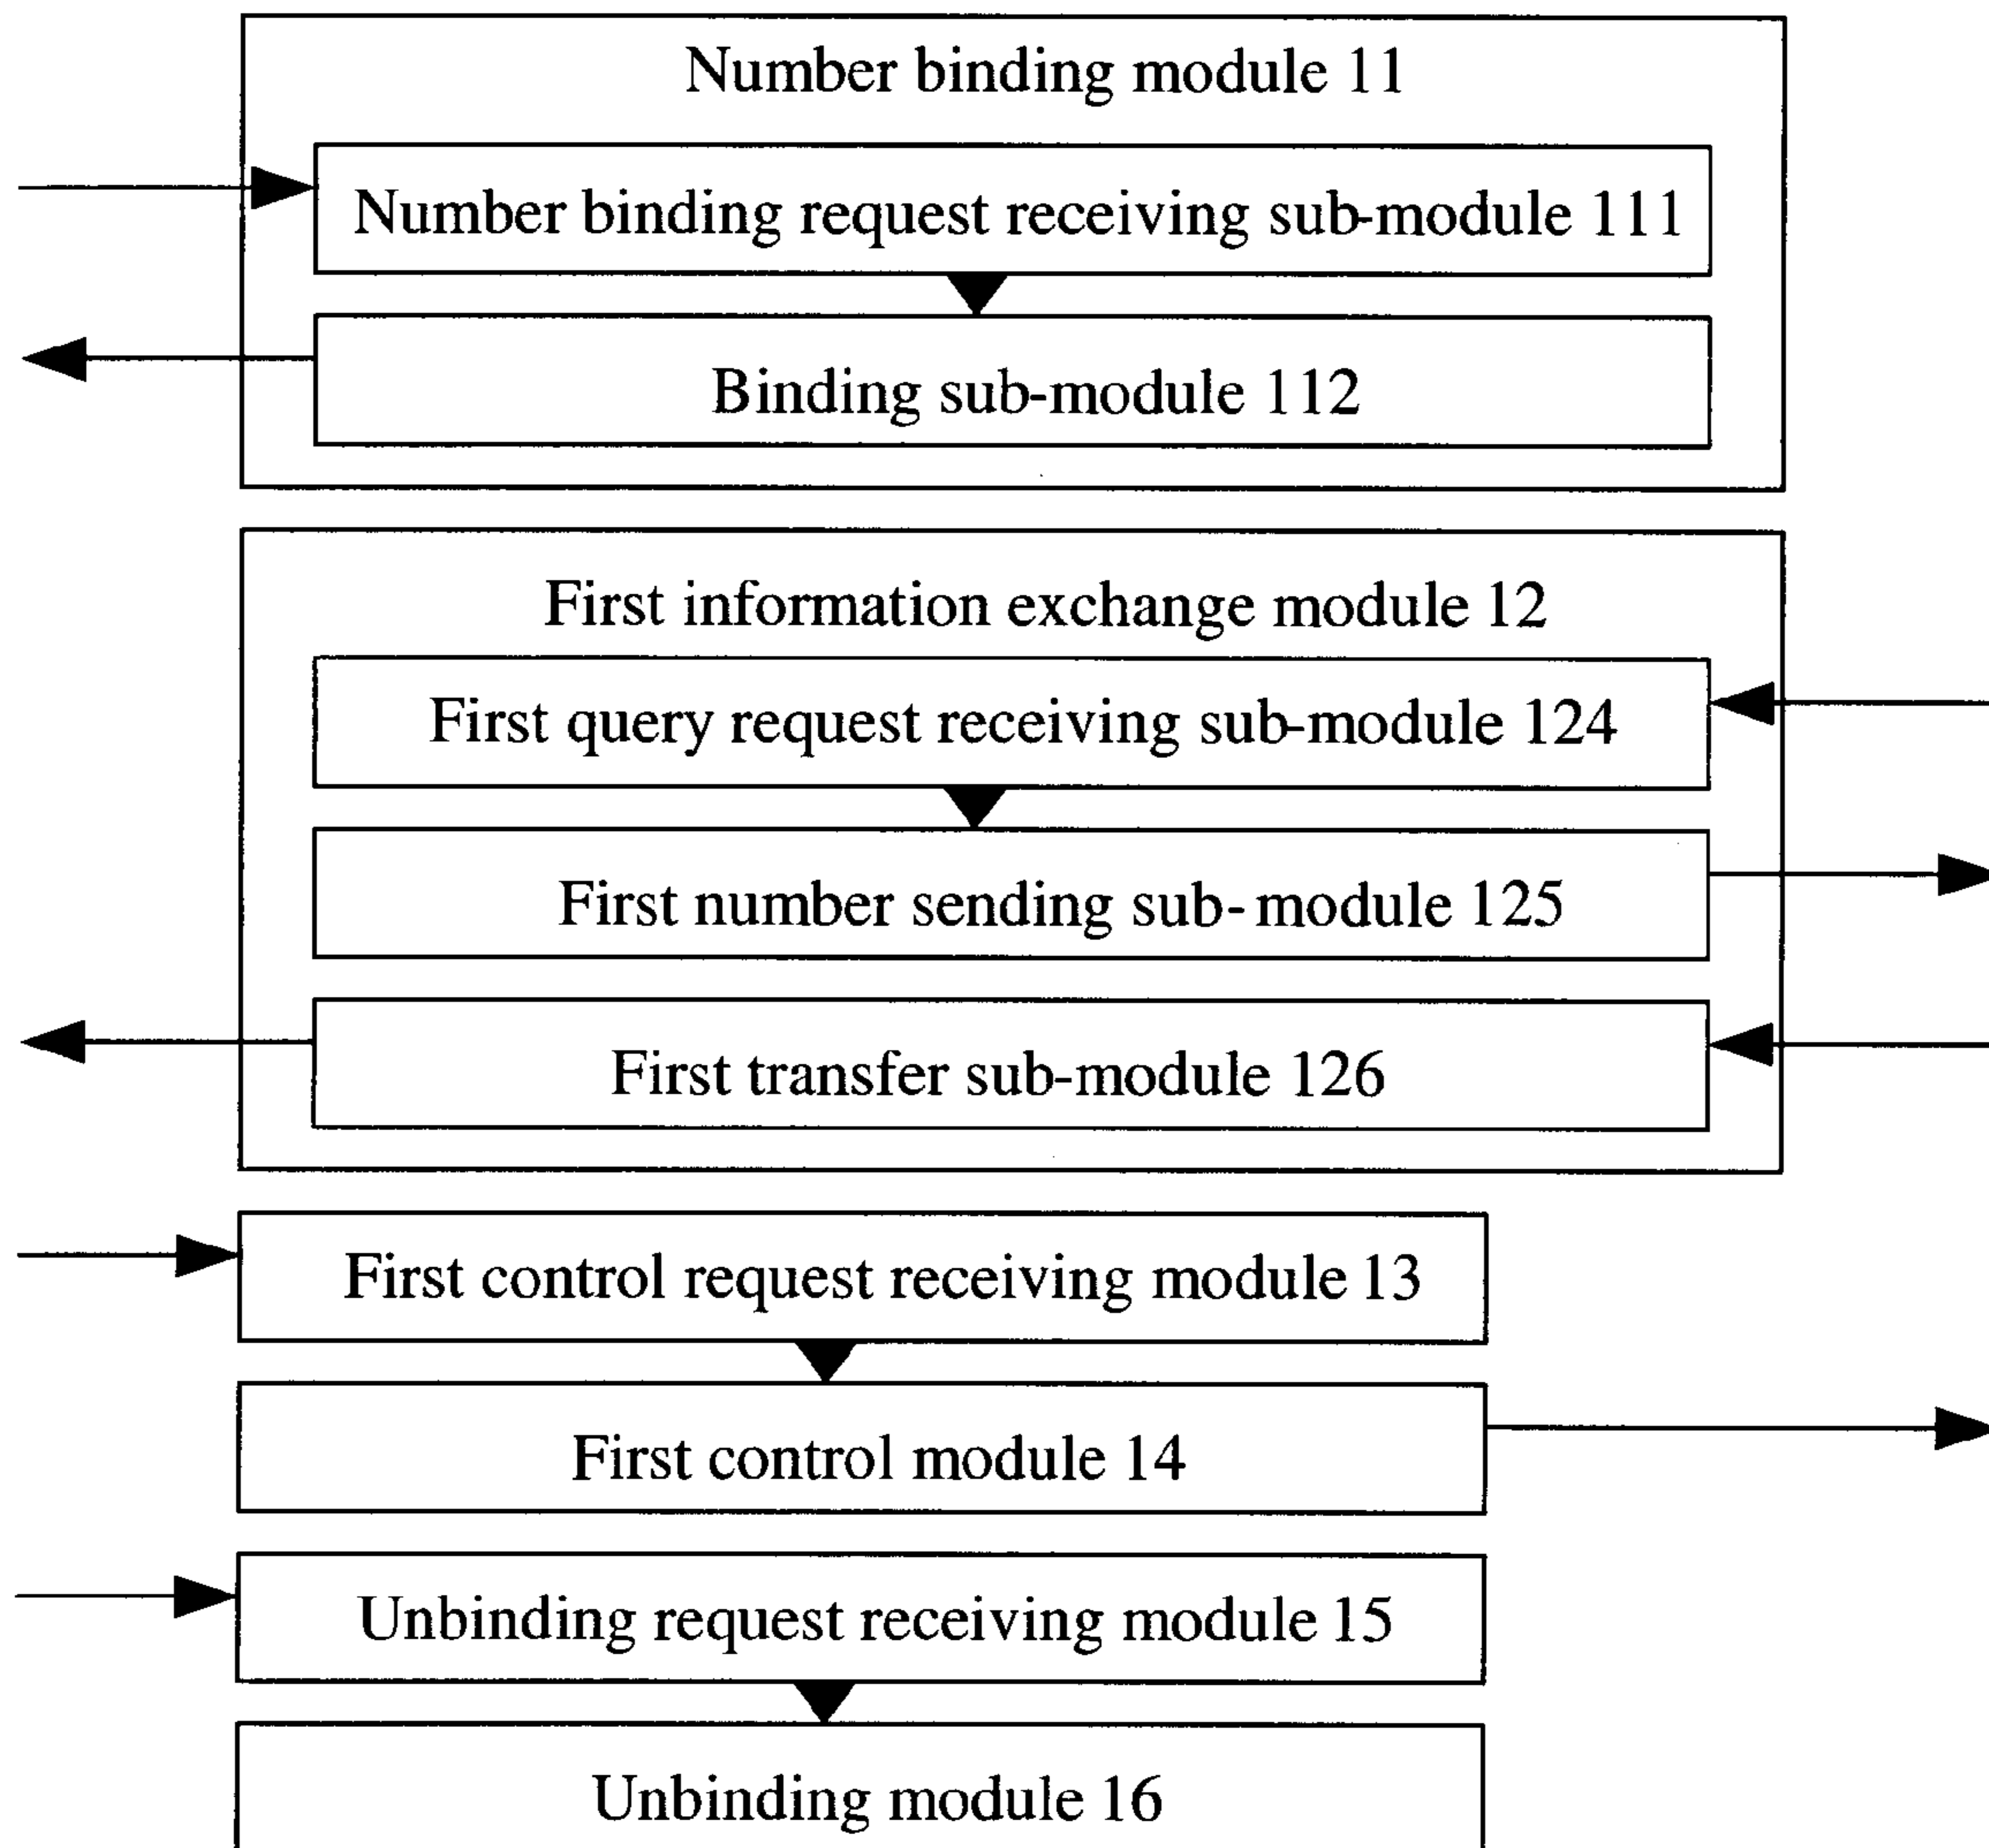 Number binding module 11
Number binding request receiving sub-module 111
Binding sub-module 112
First information exchange module 12
First query request receiving sub-module 124
First number sending sub-module 125
First transfer sub-module 126
First control request receiving module 13
First control module 14
Unbinding request receiving module 15
Unbinding module 16